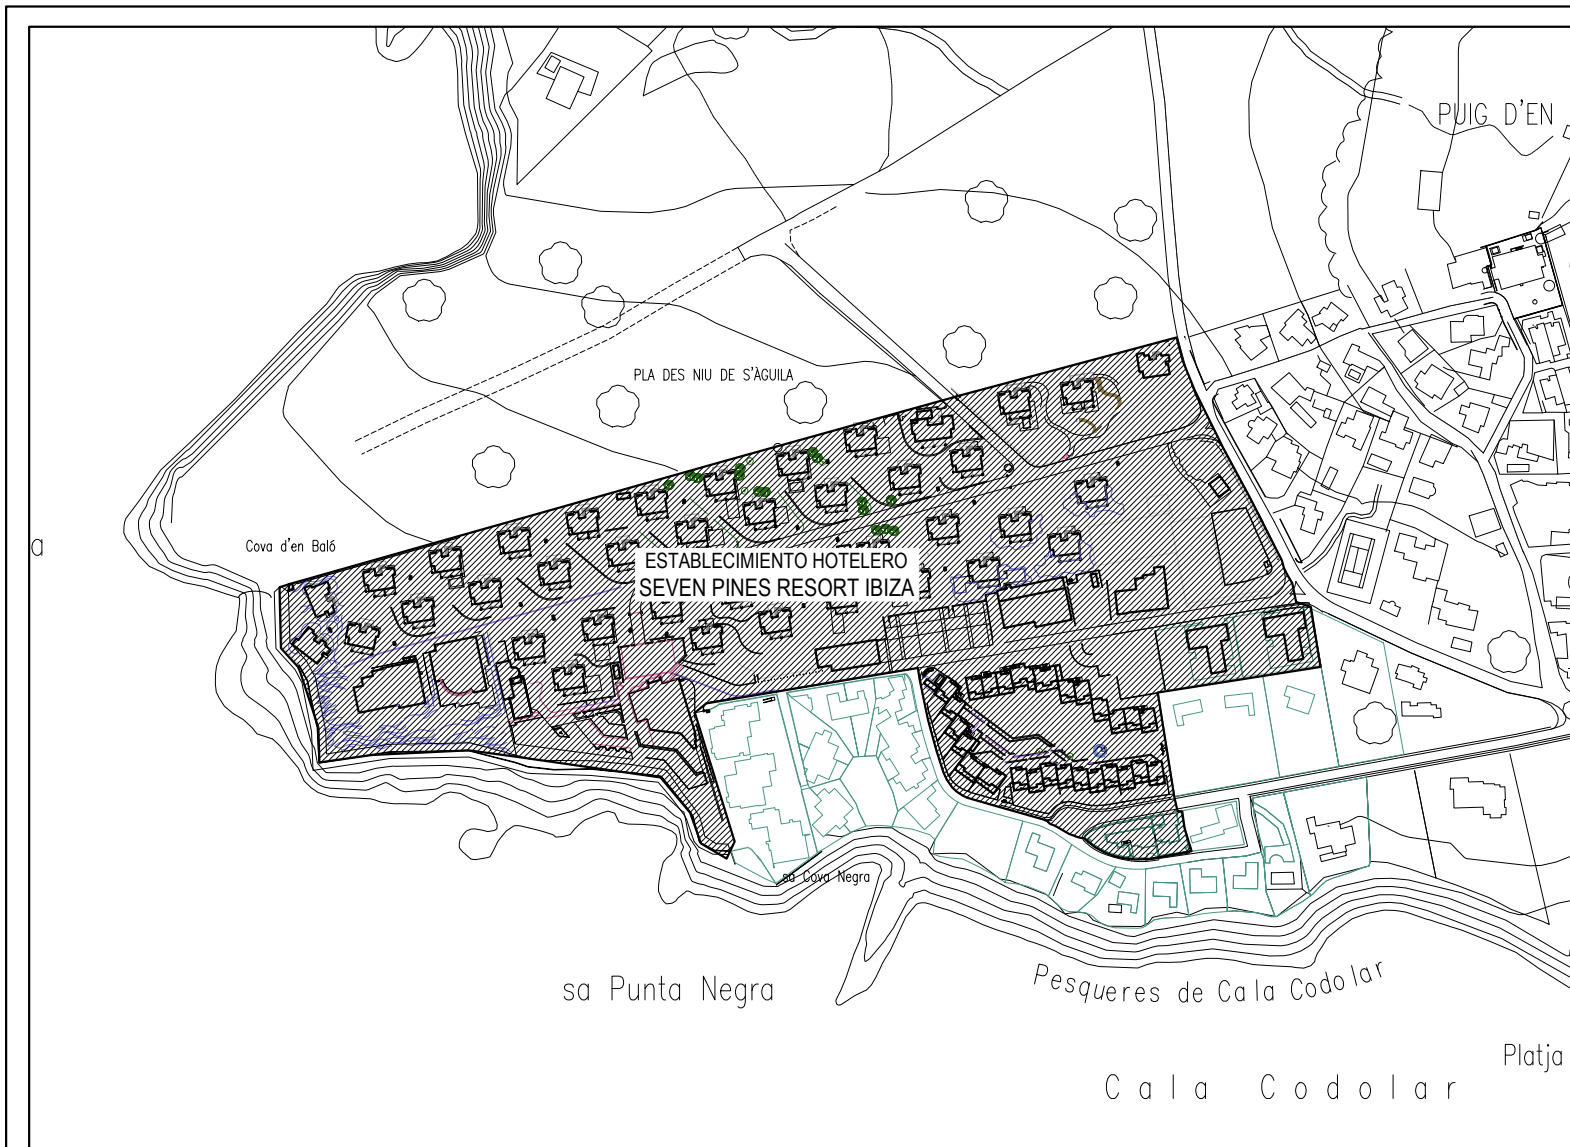 PUIG D'EN
PLA DES NIU DE S'ÀGUILA
a
Cova d'en Baló
ESTABLECIMIENTO HOTELERO
SEVEN PINES RESORT IBIZA
sa Cova Negra
sa Punta Negra
Pesqueres de Cala Codolar
Platja
Cala Codolar